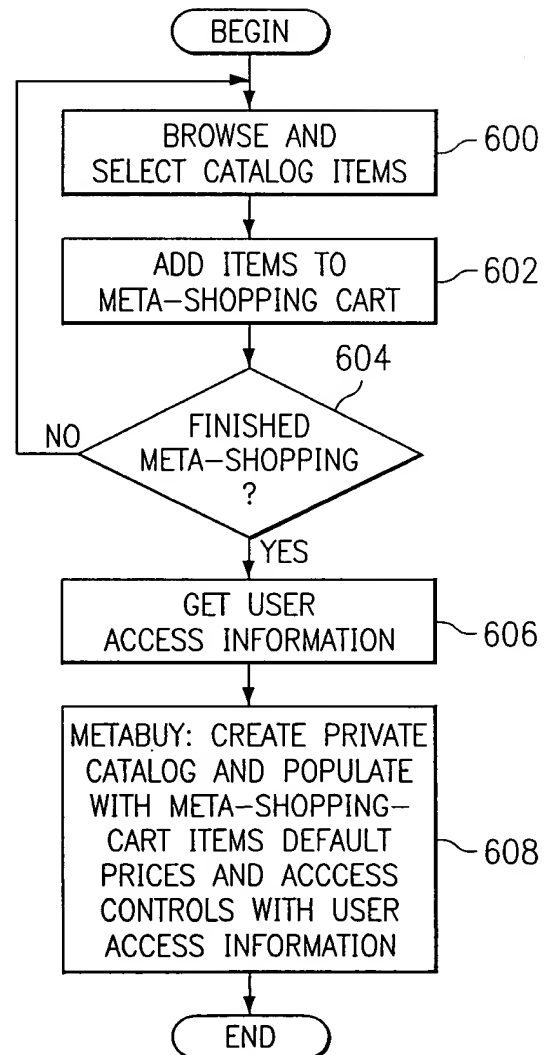 BEGIN
BROWSE AND
SELECT CATALOG ITEMS
600
ADD ITEMS TO
META-SHOPPING CART
602
604
FINISHED
META-SHOPPING
?
NO
YES
GET USER
ACCESS INFORMATION
606
METABUY: CREATE PRIVATE
CATALOG AND POPULATE
WITH META-SHOPPING-
CART ITEMS DEFAULT
PRICES AND ACCCESS
CONTROLS WITH USER
ACCESS INFORMATION
608
END